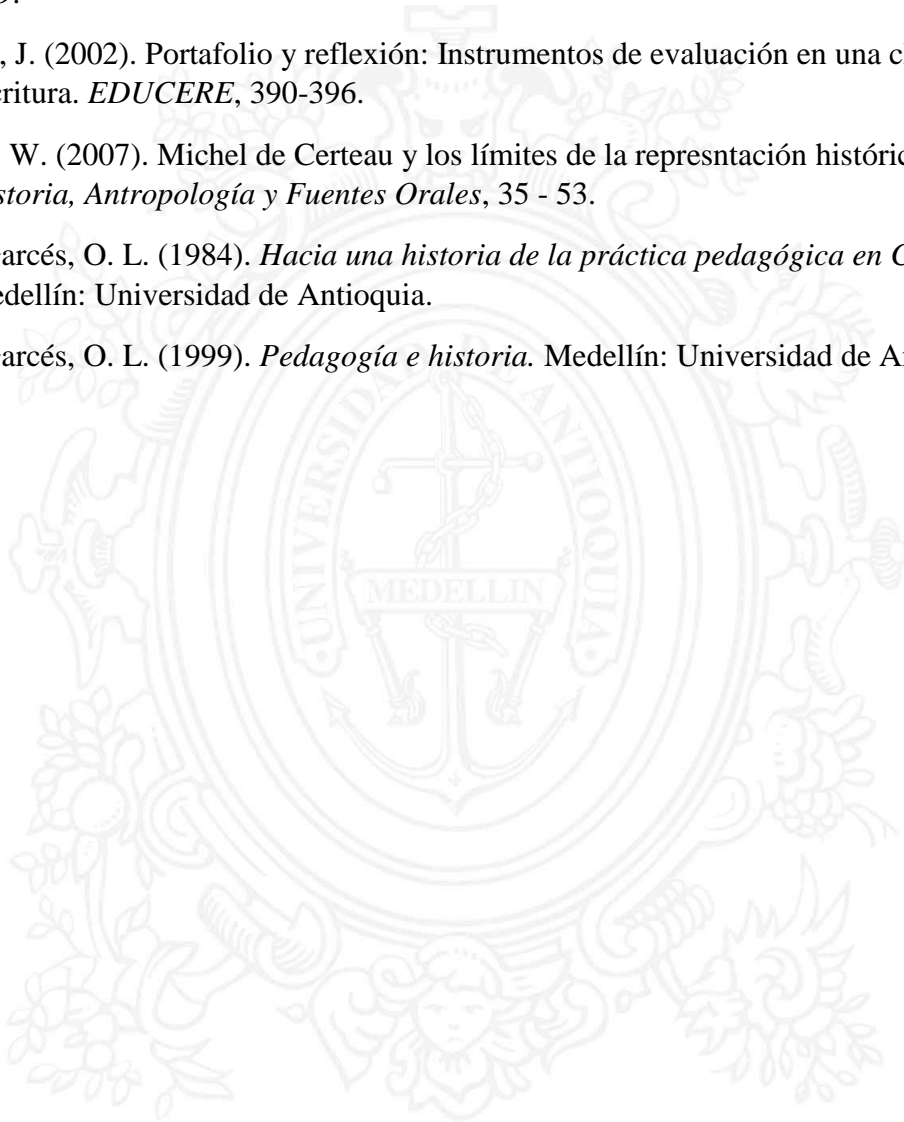 , J. (2002). Portafolio y reflexión: Instrumentos de evaluación en una c
critura. EDUCERE, 390-396.
W. (2007). Michel de Certeau y los límites de la represntación históric
storia, Antropología y Fuentes Orales, 35 - 53.
arcés, O. L. (1984). Hacia una historia de la práctica pedagógica en C
edellín: Universidad de Antioquia.
arcés, O. L. (1999). Pedagogía e historia. Medellín: Universidad de A
UNIVERSIDAD DE ANTIOQUIA
MEDELLIN